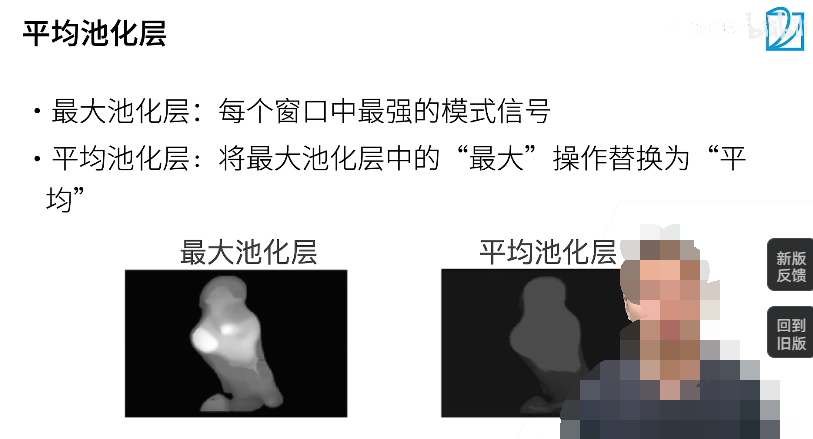 平均池化层
• 最大池化层：每个窗口中最强的模式信号
• 平均池化层：将最大池化层中的“最大”操作替换为“平
均”
最大池化层
平均池化层
新版
反馈
回到
旧版